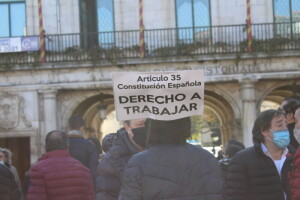 Artículo 35
Constitución Española
DERECHO A
TRABAJAR